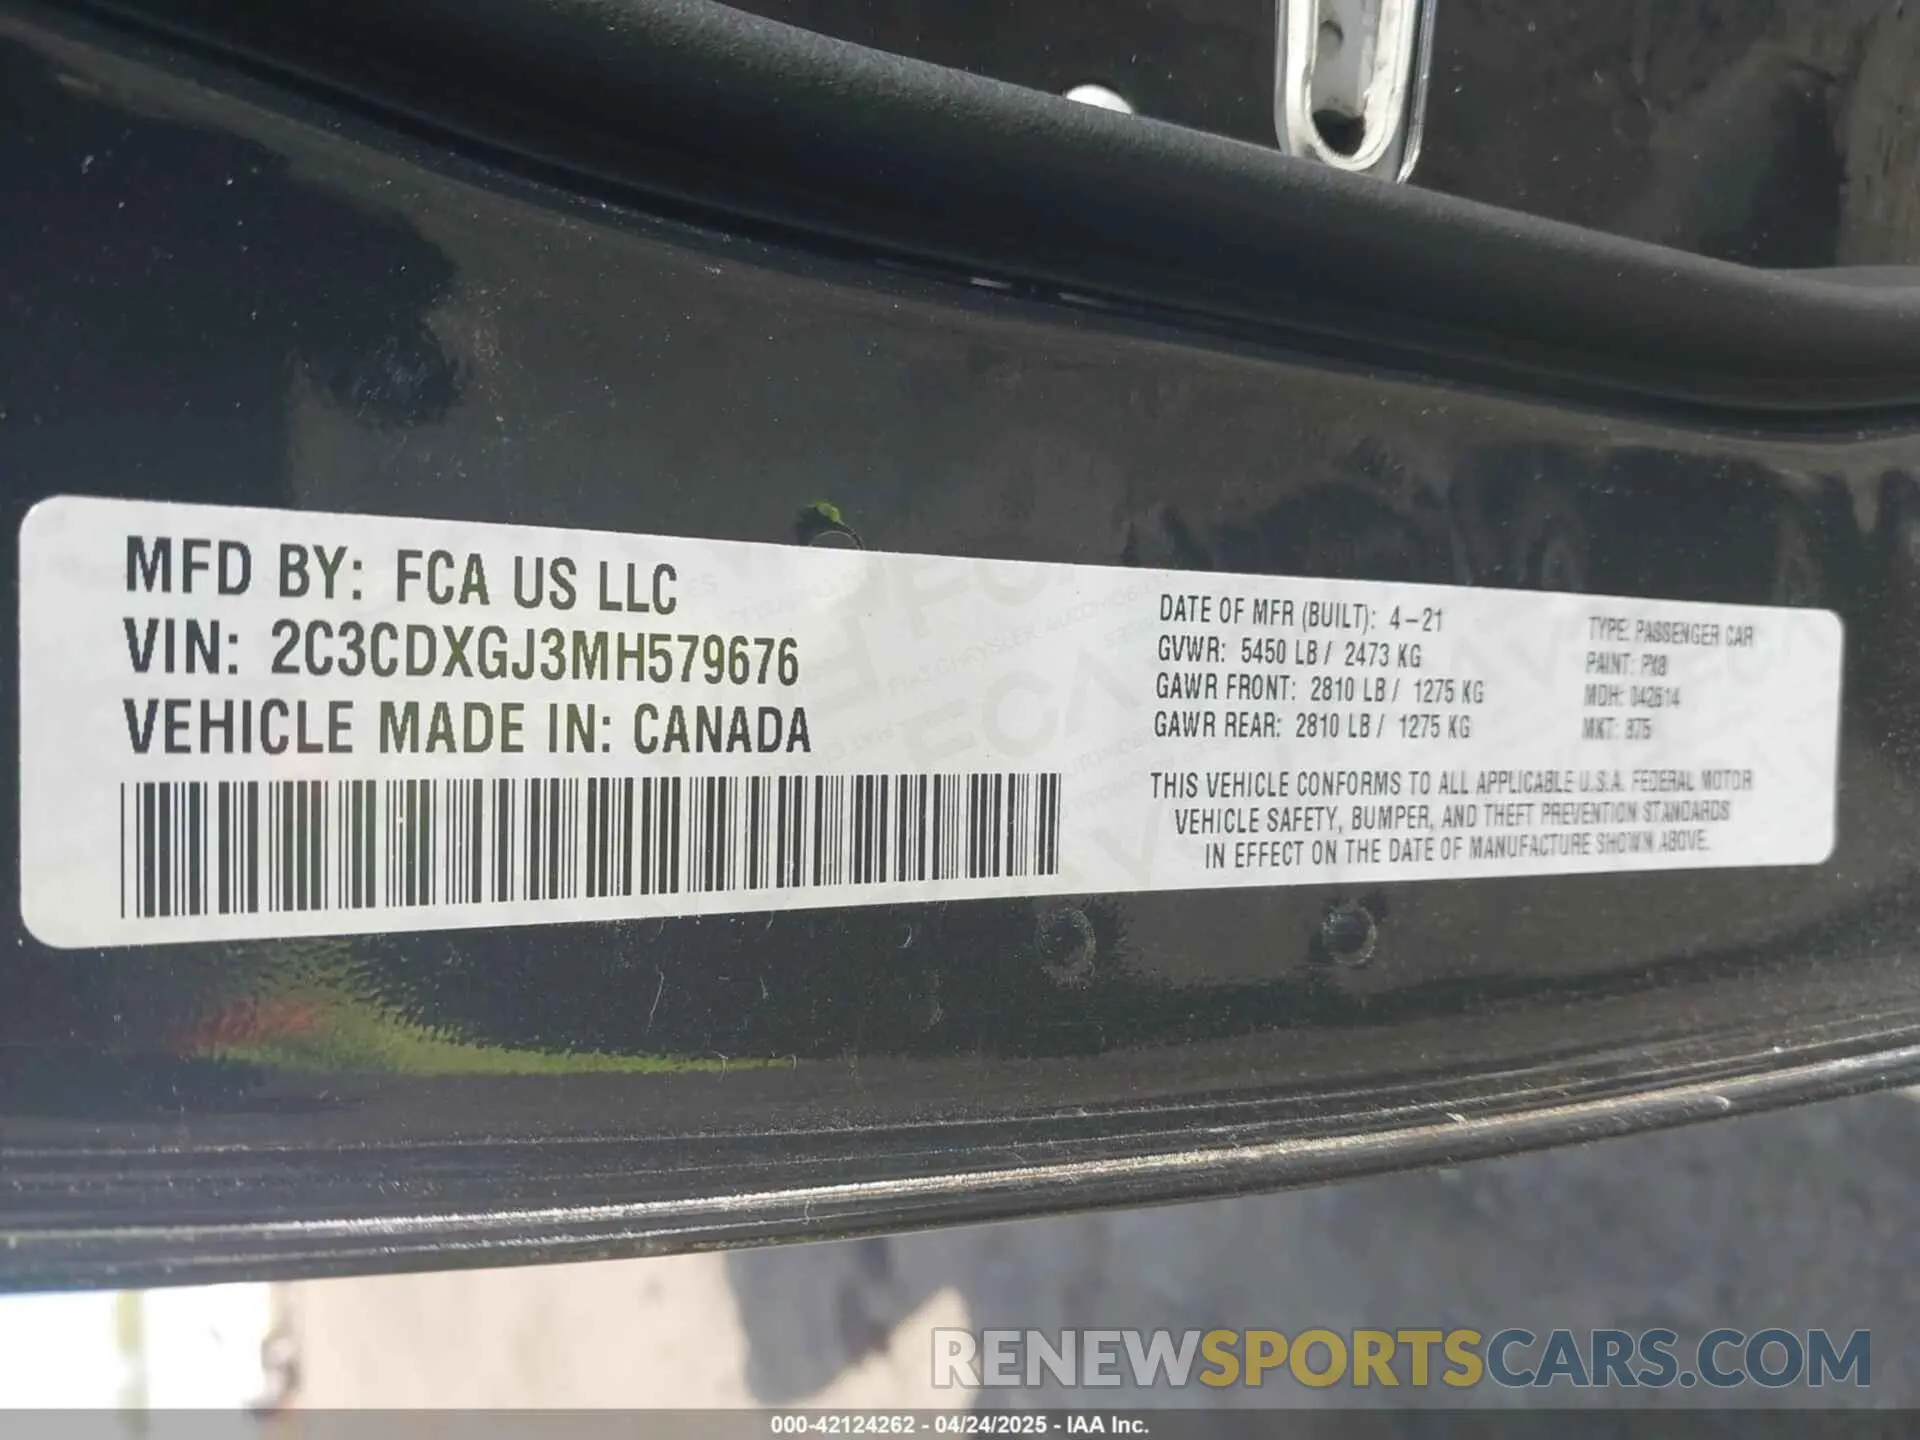 MFD BY: FCA US LLC
VIN: 2C3CDXGJ3MH579676
VEHICLE MADE IN: CANADA
DATE OF MFR (BUILT): 4-21
GVWR: 5450 LB / 2473 KG
GAWR FRONT: 2810 LB / 1275 KG
GAWR REAR: 2810 LB / 1275 KG
TYPE: PASSENGER CAR
PAINT: PX8
MDH: 042614
MKT:
THIS VEHICLE CONFORMS TO ALL APPLICABLE U.S.A. FEDERAL MOTOR
VEHICLE SAFETY, BUMPER, AND THEFT PREVENTION STANDARDS
IN EFFECT ON THE DATE OF MANUFACTURE SHOWN ABOVE.
RENEWSPORTSCARS.COM
000-42124262 - 04/24/2025 - IAA Inc.